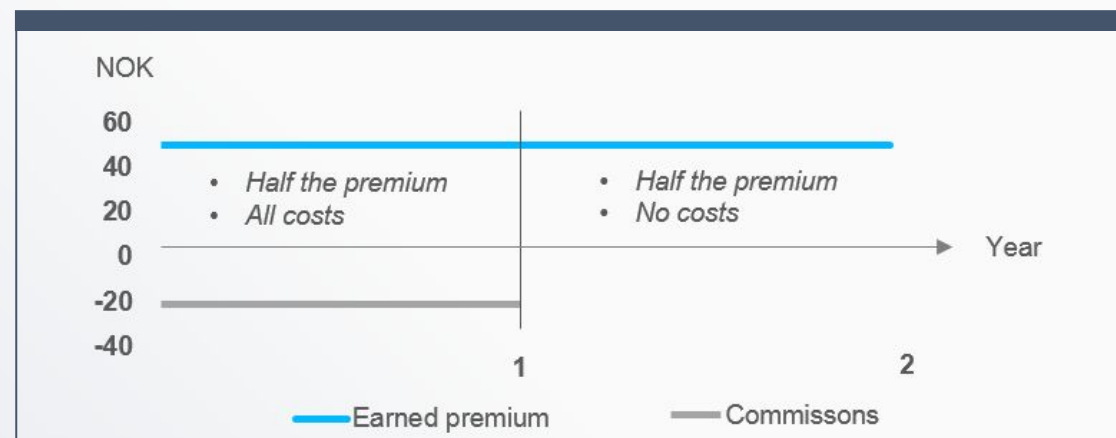 NOK
60
40
20
0
-20
-40
• Half the premium
• All costs
• Half the premium
• No costs
Year
1
2
Earned premium
Commissons